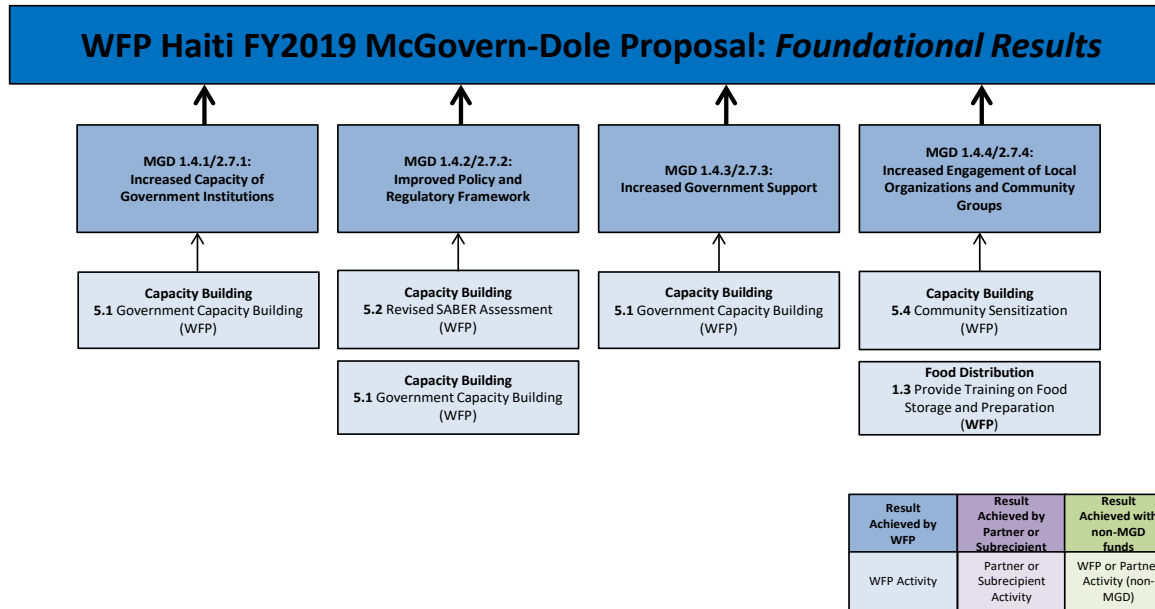 WFP Haiti FY2019 McGovern-Dole Proposal: Foundational Results
MGD 1.4.1/2.7.1:
Increased Capacity of
Government Institutions
MGD 1.4.2/2.7.2:
Improved Policy and
Regulatory Framework
MGD 1.4.3/2.7.3:
Increased Government Support
MGD 1.4.4/2.7.4:
Increased Engagement of Local
Organizations and Community
Groups
Capacity Building
5.1 Government Capacity Building
(WFP)
Capacity Building
5.2 Revised SABER Assessment
(WFP)
Capacity Building
5.1 Government Capacity Building
(WFP)
Capacity Building
5.4 Community Sensitization
(WFP)
Capacity Building
5.1 Government Capacity Building
(WFP)
Food Distribution
1.3 Provide Training on Food
Storage and Preparation
(WFP)
Result
Achieved by
WFP
Result
Achieved by
Partner or
Subrecipient
Result
Achieved with
non-MGD
funds
WFP Activity
Partner or
Subrecipient
Activity
WFP or Partner
Activity (non-
MGD)